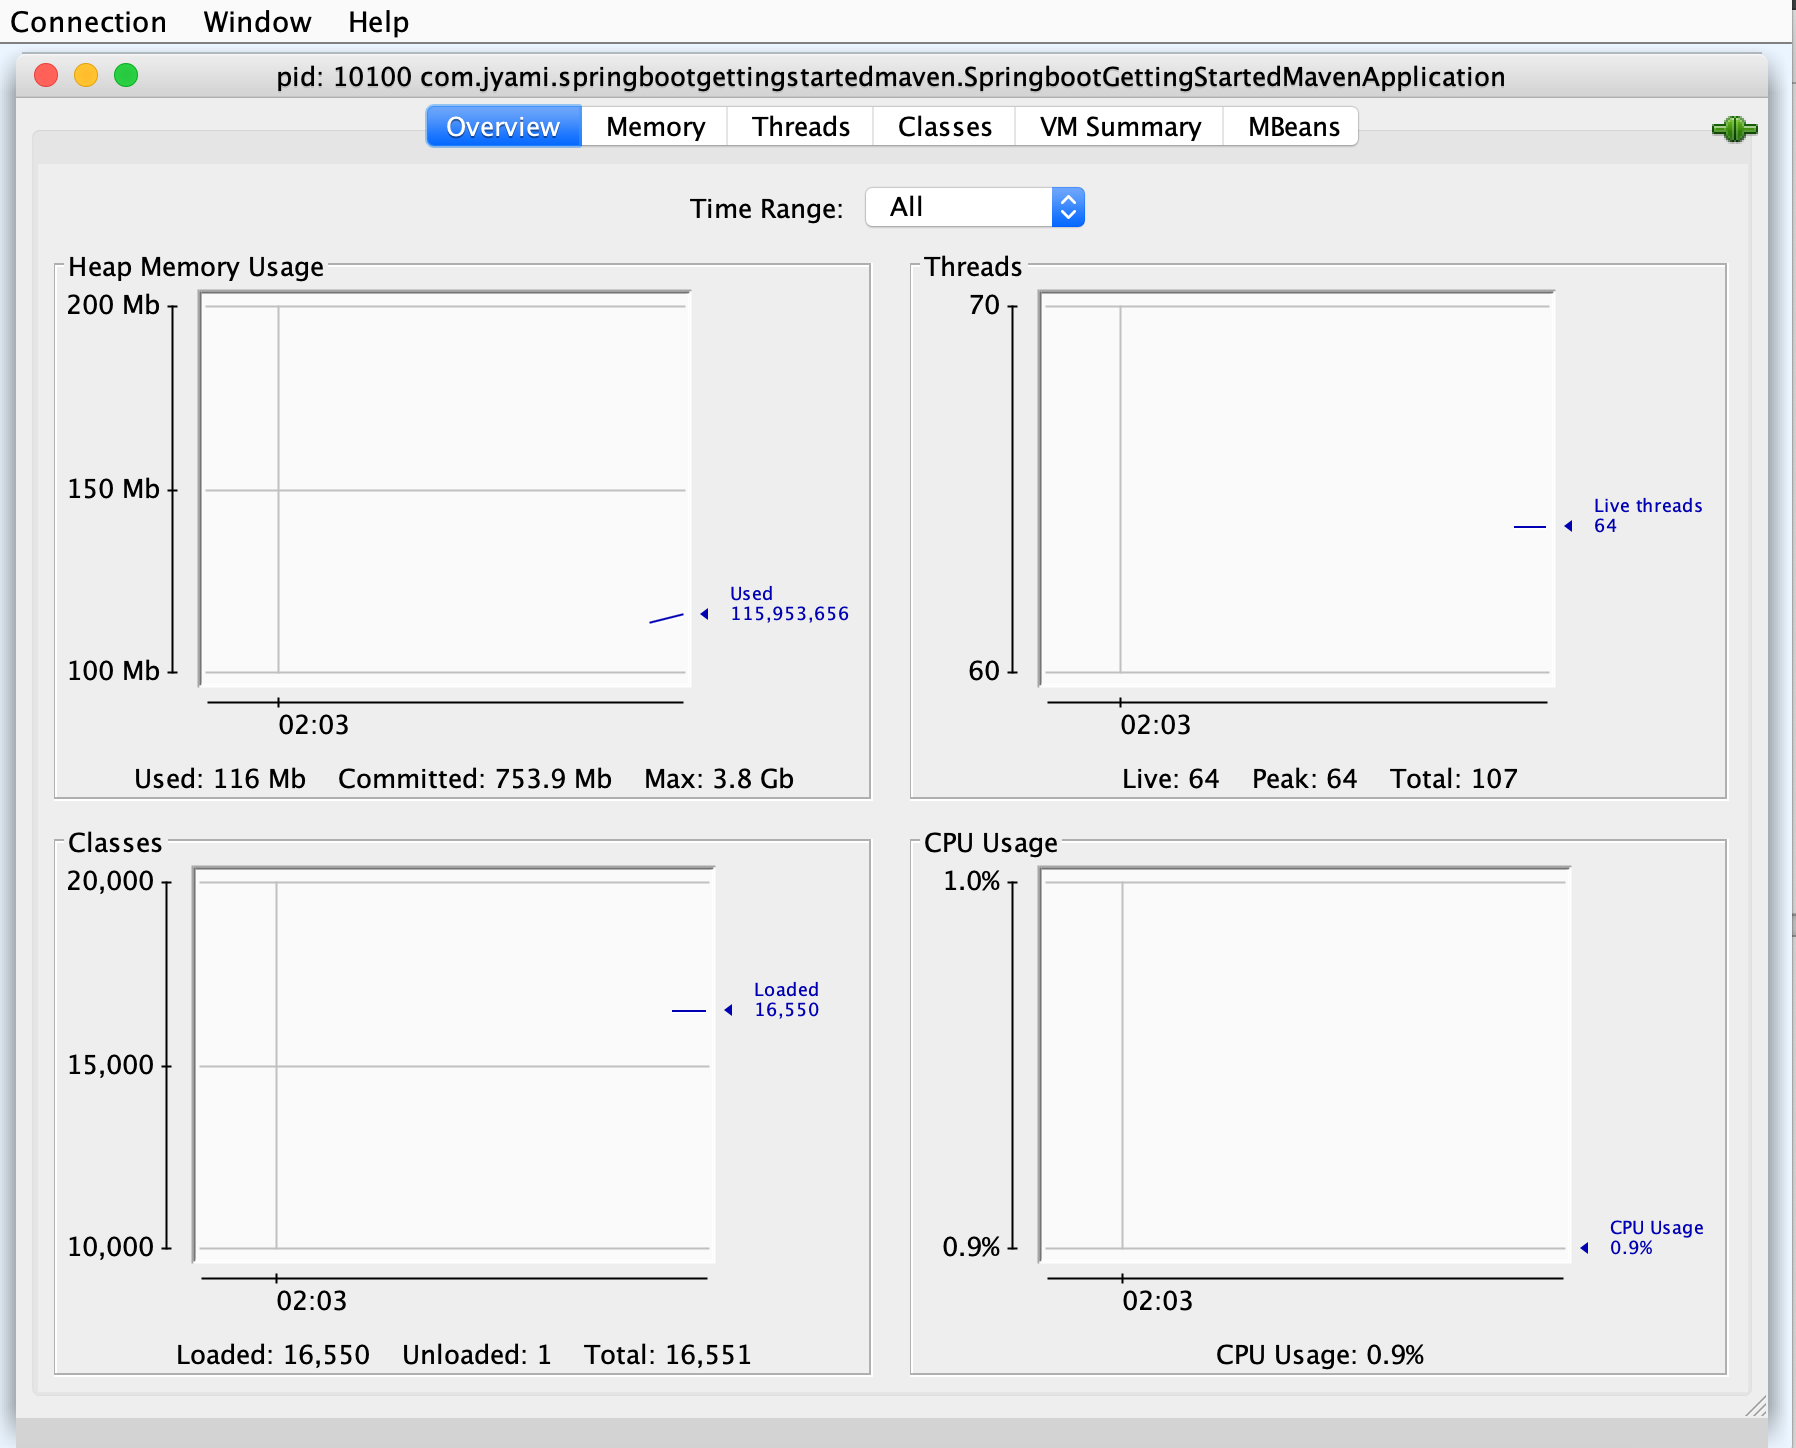 Connection Window Help
pid: 10100 com.jyami.springbootgettingstartedmaven.SpringbootGettingStartedMavenApplication
Overview Memory Threads Classes VM Summary MBeans
Time Range: All
Heap Memory Usage
200 Mb
150 Mb
100 Mb
Used
115,953,656
02:03
Used: 116 Mb Committed: 753.9 Mb Max: 3.8 Gb
Threads
70
60
Live threads
64
02:03
Live: 64 Peak: 64 Total: 107
Classes
20,000
15,000
10,000
Loaded
16,550
02:03
Loaded: 16,550 Unloaded: 1 Total: 16,551
CPU Usage
1.0%
0.9%
CPU Usage
0.9%
02:03
CPU Usage: 0.9%